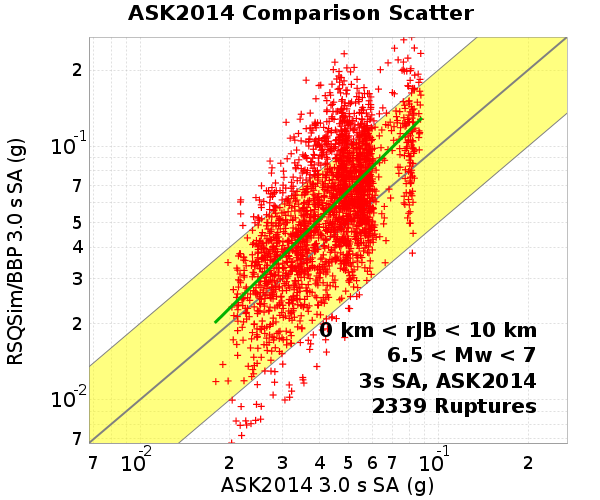 ASK2014 Comparison Scatter
RSQSim/BBP 3.0 s SA (g)
2
10-1
7
5
4
3
2
10-2
7
0 km < rJB < 10 km
6.5 < Mw < 7
3s SA, ASK2014
2339 Ruptures
7 10-2 2 3 4 5 6 7 10-1 2
ASK2014 3.0 s SA (g)